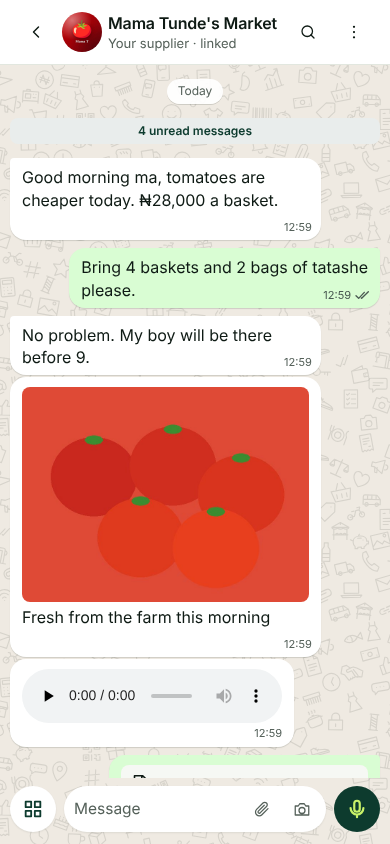 Mama Tunde's Market
Your supplier · linked
Today
4 unread messages
Good morning ma, tomatoes are
cheaper today. ₦28,000 a basket.
12:59
Bring 4 baskets and 2 bags of tatashe
please.
12:59
No problem. My boy will be there
before 9.
12:59
Fresh from the farm this morning
12:59
0:00 / 0:00
12:59
Message